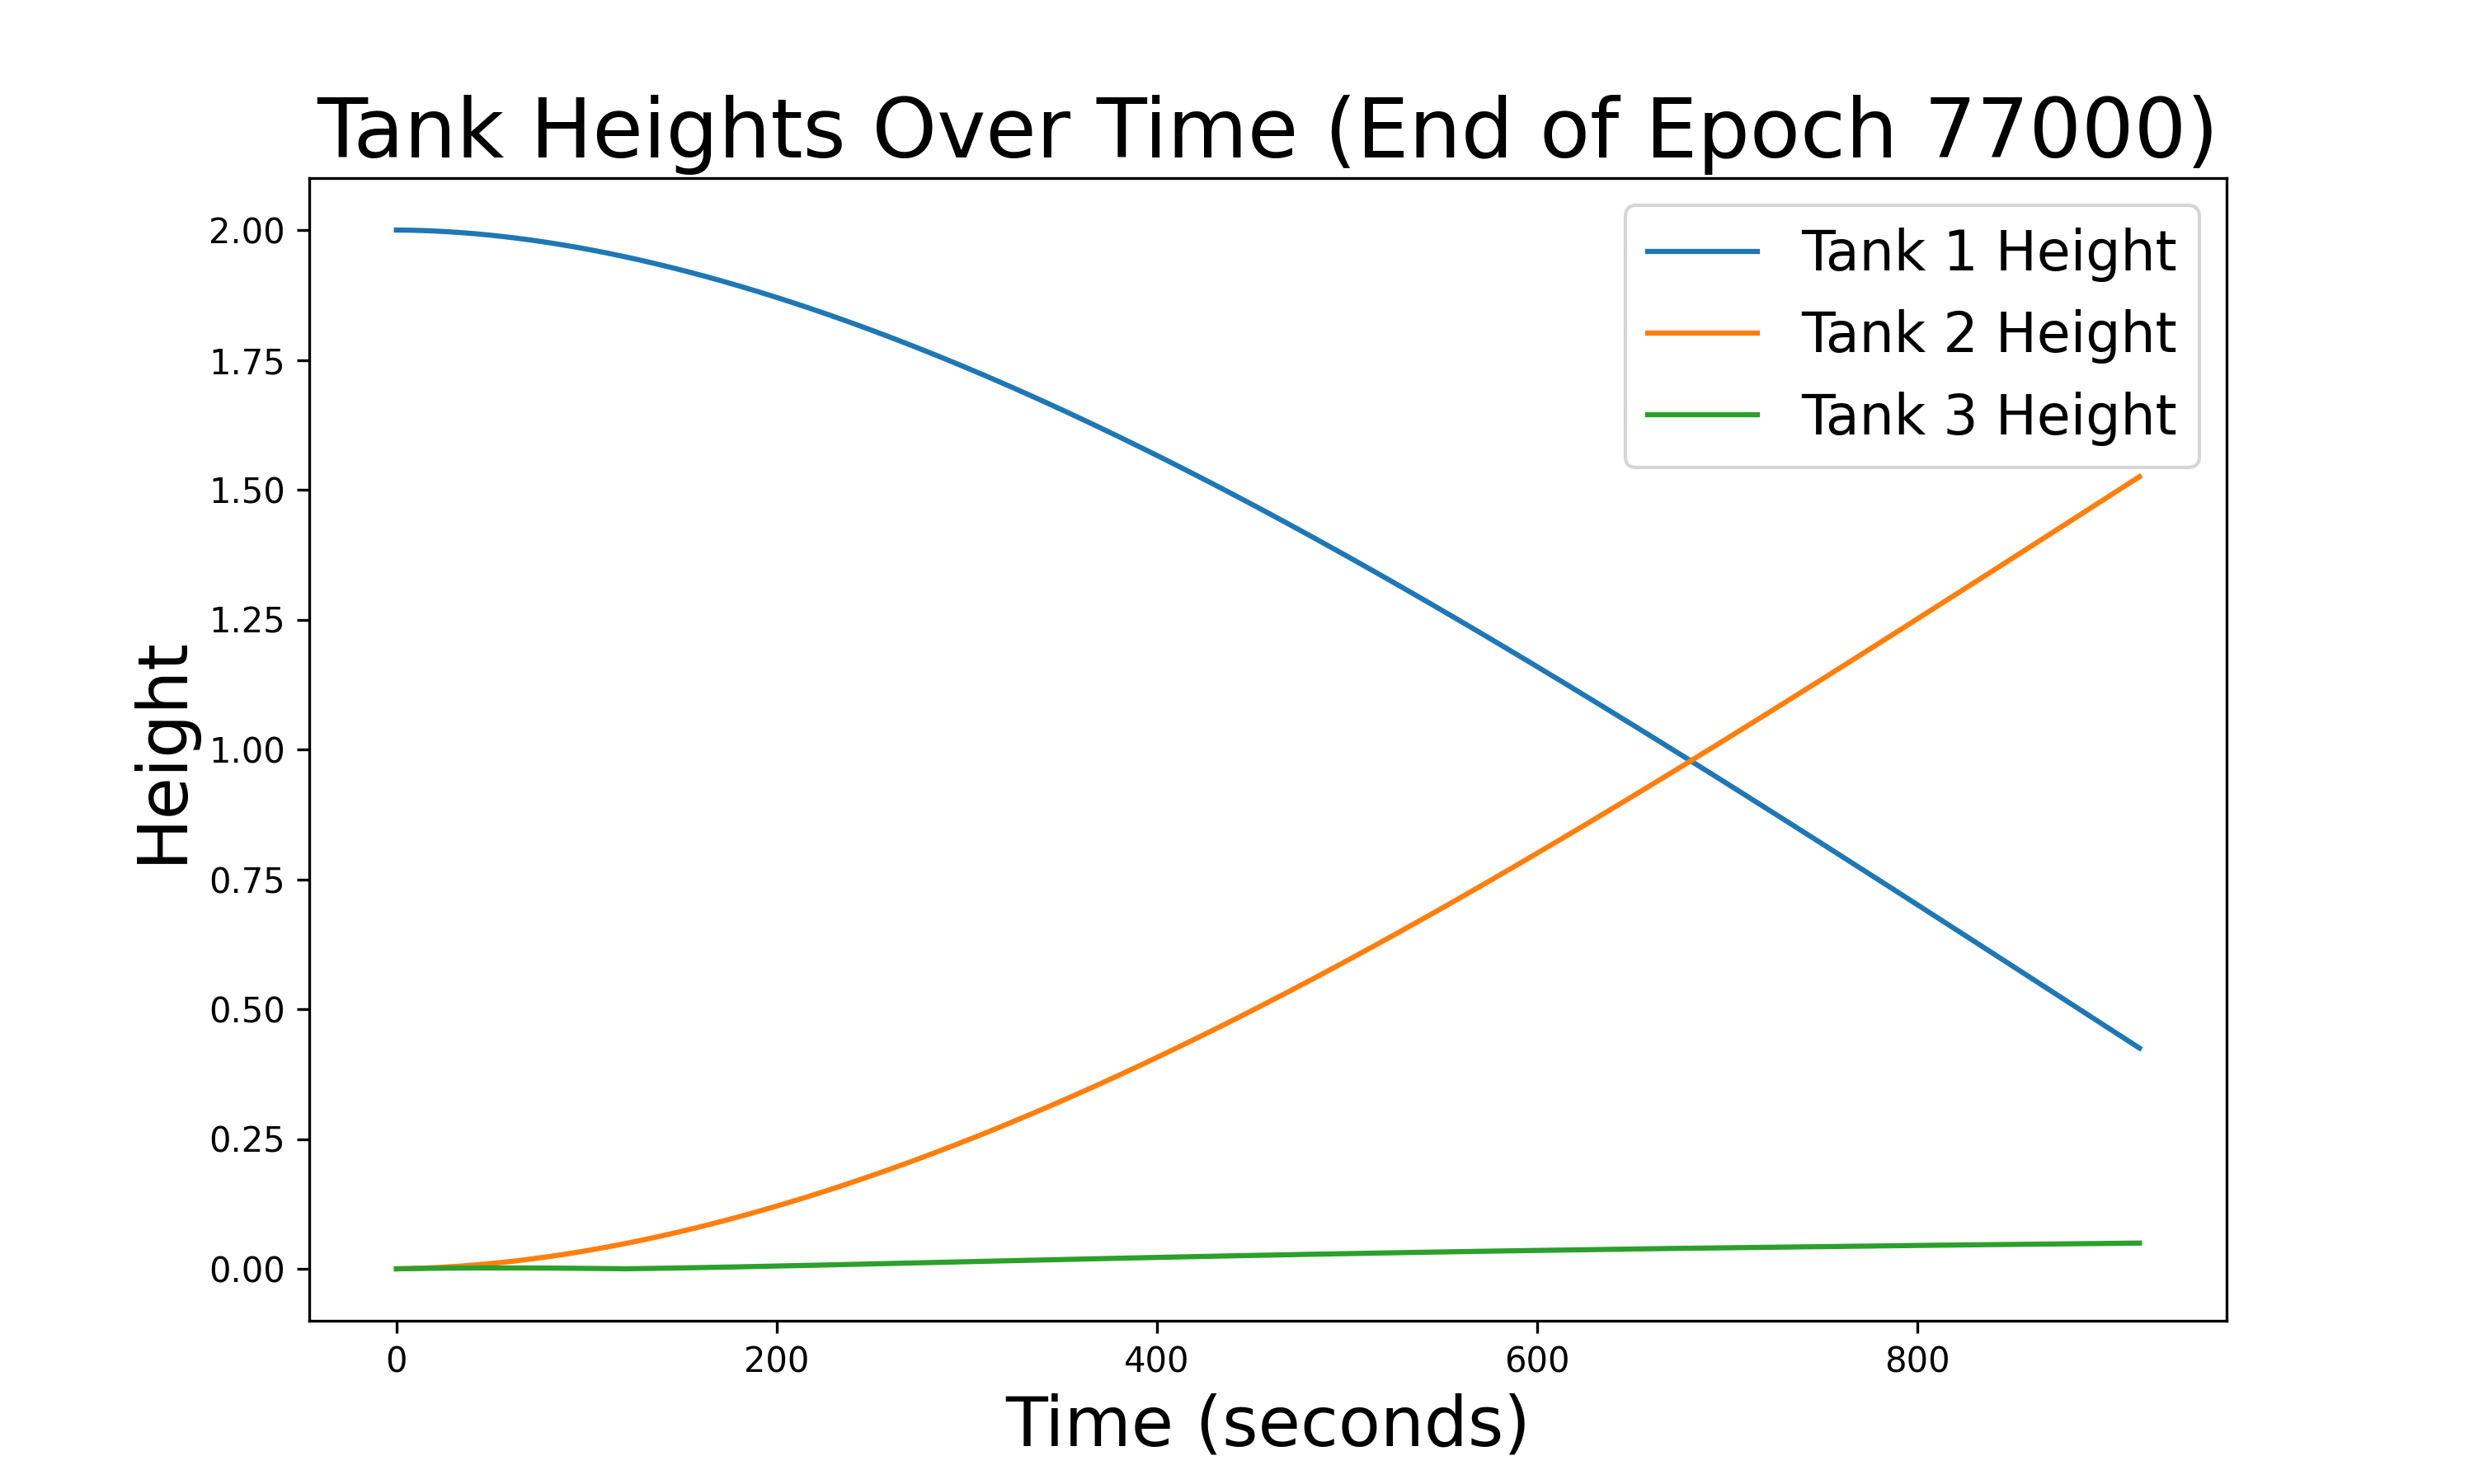 Tank Heights Over Time (End of Epoch 77000)
Tank 1 Height
Tank 2 Height
Tank 3 Height
Height
2.00
1.75
1.50
1.25
1.00
0.75
0.50
0.25
0.00
0 200 400 600 800
Time (seconds)